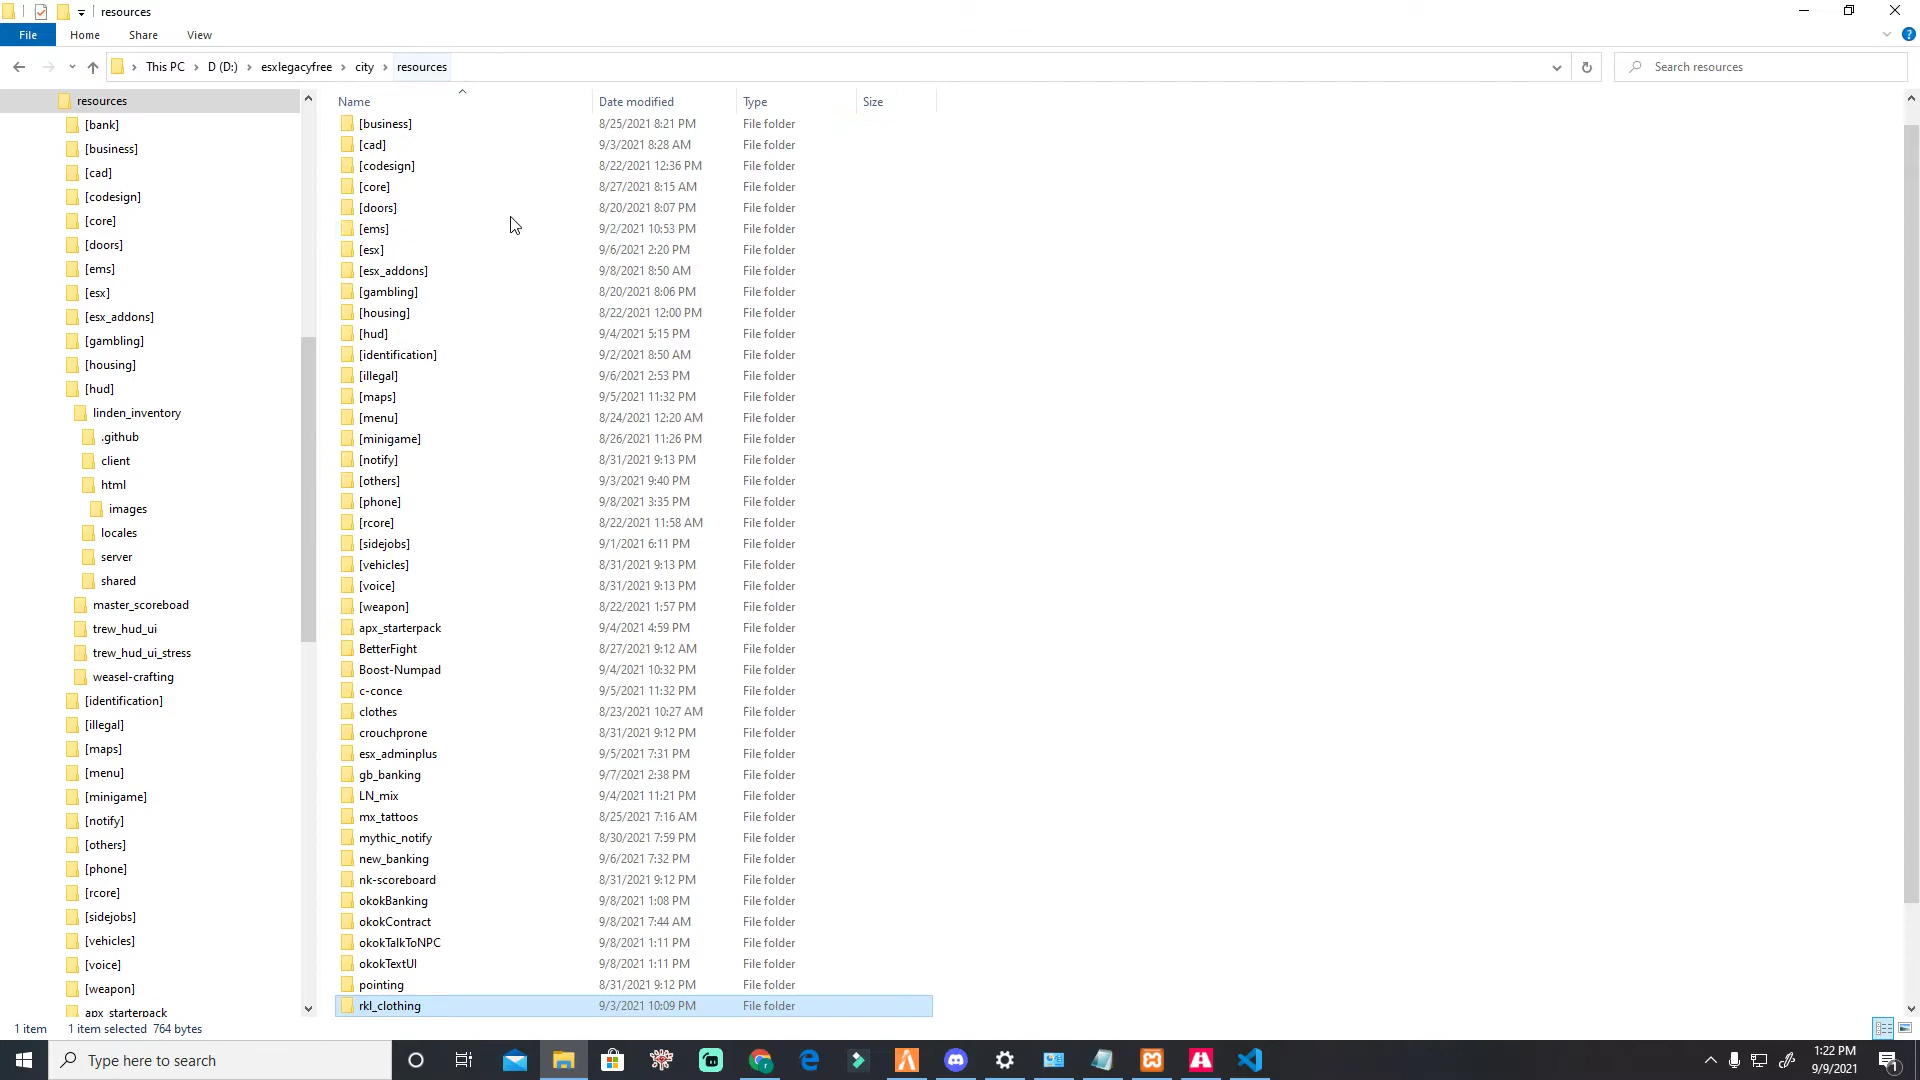 resources
File
Home
Share
View
This PC
D (D:)
esxlegacyfree
city
resources
Search resources
resources
[bank]
[business]
[cad]
[codesign]
[core]
[doors]
[ems]
[esx]
[esx_addons]
[gambling]
[housing]
[hud]
linden_inventory
.github
client
html
images
locales
server
shared
master_scoreboad
trew_hud_ui
trew_hud_ui_stress
weasel-crafting
[identification]
[illegal]
[maps]
[menu]
[minigame]
[notify]
[others]
[phone]
[rcore]
[sidejobs]
[vehicles]
[voice]
[weapon]
apx_starterpack
Name Date modified Type Size
[business] 8/25/2021 8:21 PM File folder
[cad] 9/3/2021 8:28 AM File folder
[codesign] 8/22/2021 12:36 PM File folder
[core] 8/27/2021 8:15 AM File folder
[doors] 8/20/2021 8:07 PM File folder
[ems] 9/2/2021 10:53 PM File folder
[esx] 9/6/2021 2:20 PM File folder
[esx_addons] 9/8/2021 8:50 AM File folder
[gambling] 8/20/2021 8:06 PM File folder
[housing] 8/22/2021 12:00 PM File folder
[hud] 9/4/2021 5:15 PM File folder
[identification] 9/2/2021 8:50 AM File folder
[illegal] 9/6/2021 2:53 PM File folder
[maps] 9/5/2021 11:32 PM File folder
[menu] 8/24/2021 12:20 AM File folder
[minigame] 8/26/2021 11:26 PM File folder
[notify] 8/31/2021 9:13 PM File folder
[others] 9/3/2021 9:40 PM File folder
[phone] 9/8/2021 3:35 PM File folder
[rcore] 8/22/2021 11:58 AM File folder
[sidejobs] 9/1/2021 6:11 PM File folder
[vehicles] 8/31/2021 9:13 PM File folder
[voice] 8/31/2021 9:13 PM File folder
[weapon] 8/22/2021 1:57 PM File folder
apx_starterpack 9/4/2021 4:59 PM File folder
BetterFight 8/27/2021 9:12 AM File folder
Boost-Numpad 9/4/2021 10:32 PM File folder
c-conce 9/5/2021 11:32 PM File folder
clothes 8/23/2021 10:27 AM File folder
crouchprone 8/31/2021 9:12 PM File folder
esx_adminplus 9/5/2021 7:31 PM File folder
gb_banking 9/7/2021 2:38 PM File folder
LN_mix 9/4/2021 11:21 PM File folder
mx_tattoos 8/25/2021 7:16 AM File folder
mythic_notify 8/30/2021 7:59 PM File folder
new_banking 9/6/2021 7:32 PM File folder
nk-scoreboard 8/31/2021 9:12 PM File folder
okokBanking 9/8/2021 1:08 PM File folder
okokContract 9/8/2021 7:44 AM File folder
okokTalkToNPC 9/8/2021 1:11 PM File folder
okokTextUI 9/8/2021 1:11 PM File folder
pointing 8/31/2021 9:12 PM File folder
rkl_clothing 9/3/2021 10:09 PM File folder
1 item 1 item selected 764 bytes
Type here to search
1:22 PM
9/9/2021
1